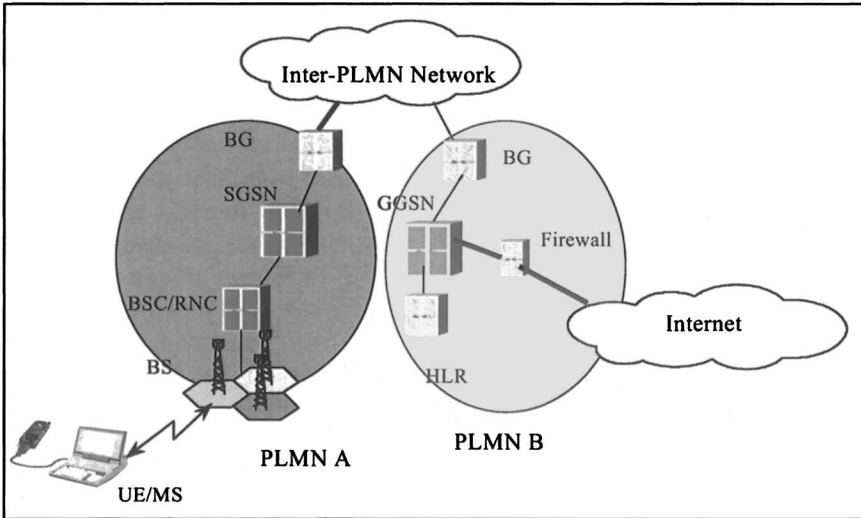 Inter-PLMN Network
BG
BG
SGSN
GGSN
Firewall
BSC/RNC
Internet
BS
HLR
PLMN A
PLMN B
UE/MS